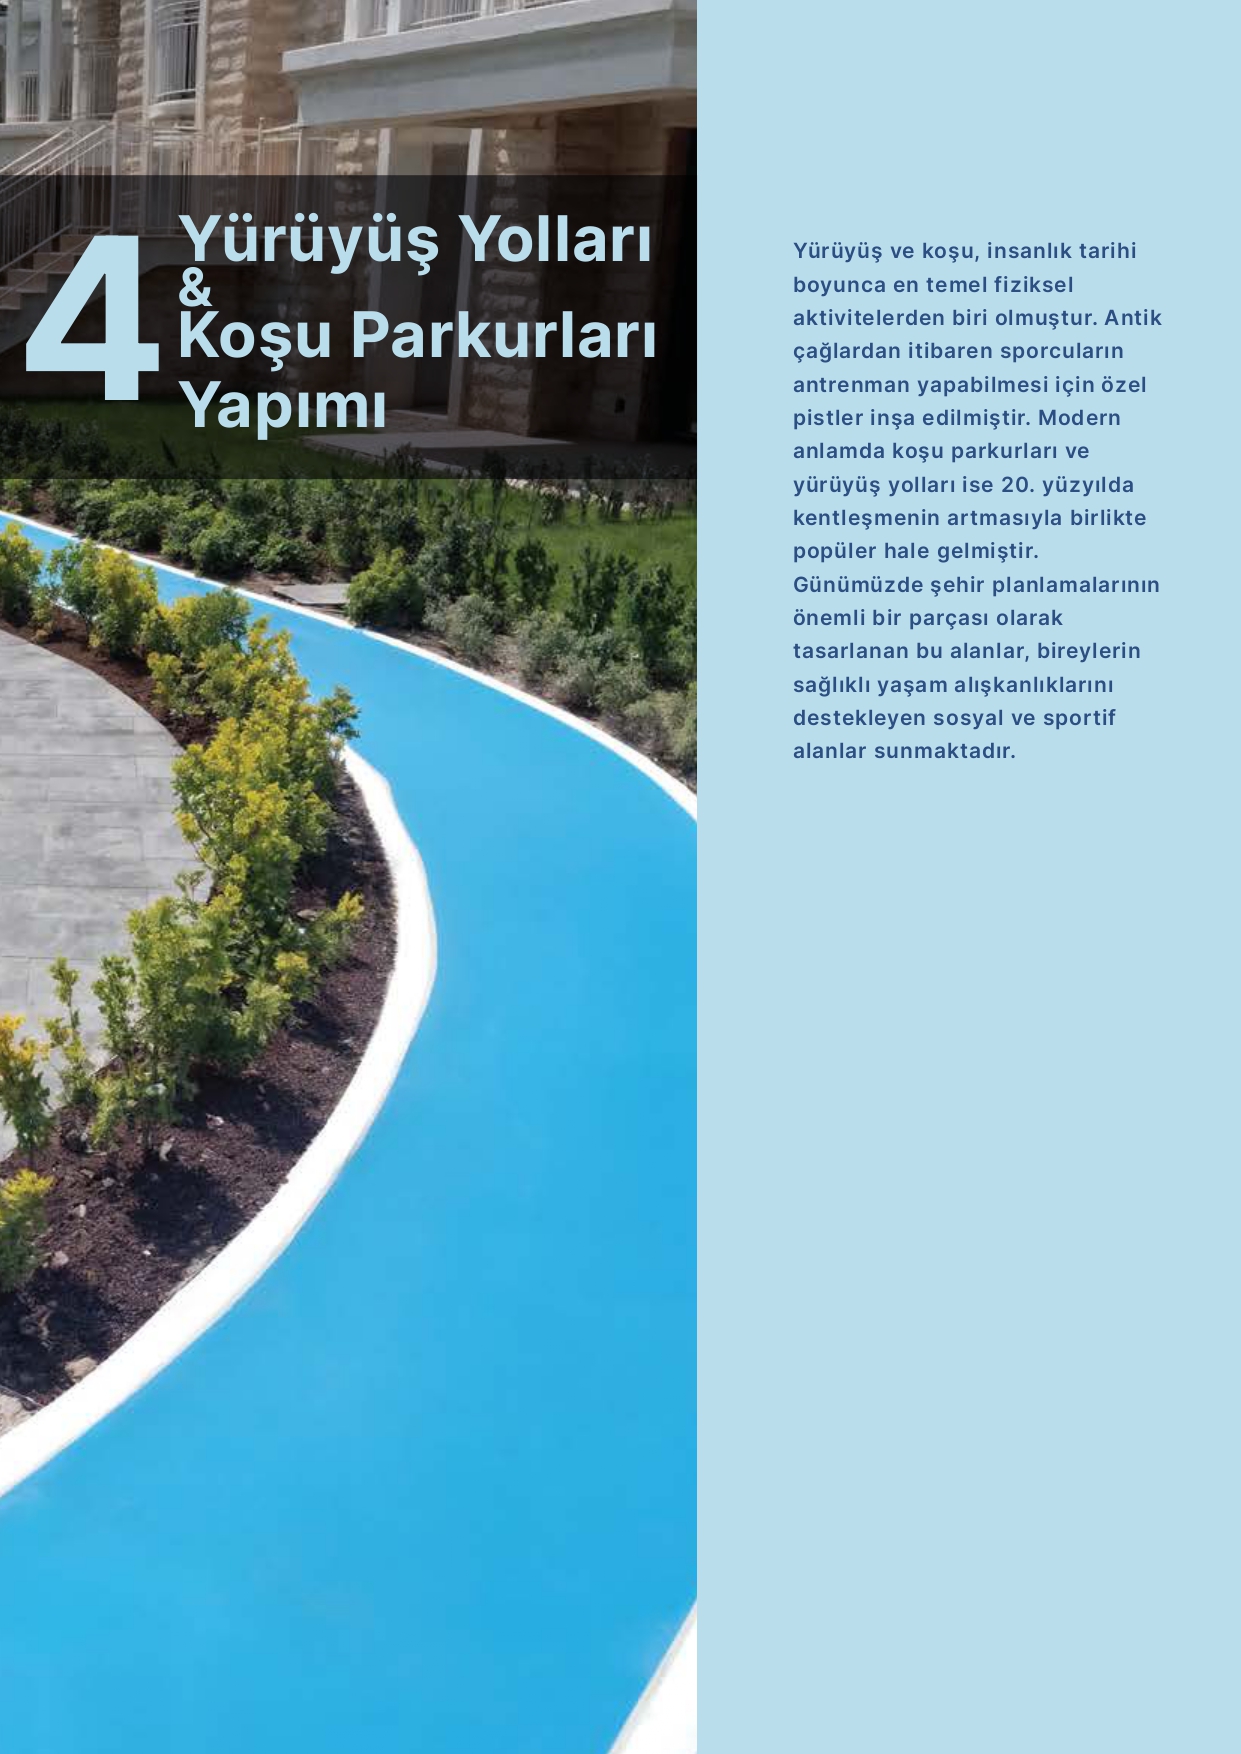 4
Yürüyüş Yolları
&
Koşu Parkurları
Yapımı
Yürüyüş ve koşu, insanlık tarihi
boyunca en temel fiziksel
aktivitelerden biri olmuştur. Antik
çağlardan itibaren sporcuların
antrenman yapabilmesi için özel
pistler inşa edilmiştir. Modern
anlamda koşu parkurları ve
yürüyüş yolları ise 20. yüzyılda
kentleşmenin artmasıyla birlikte
popüler hale gelmiştir.
Günümüzde şehir planlamalarının
önemli bir parçası olarak
tasarlanan bu alanlar, bireylerin
sağlıklı yaşam alışkanlıklarını
destekleyen sosyal ve sportif
alanlar sunmaktadır.